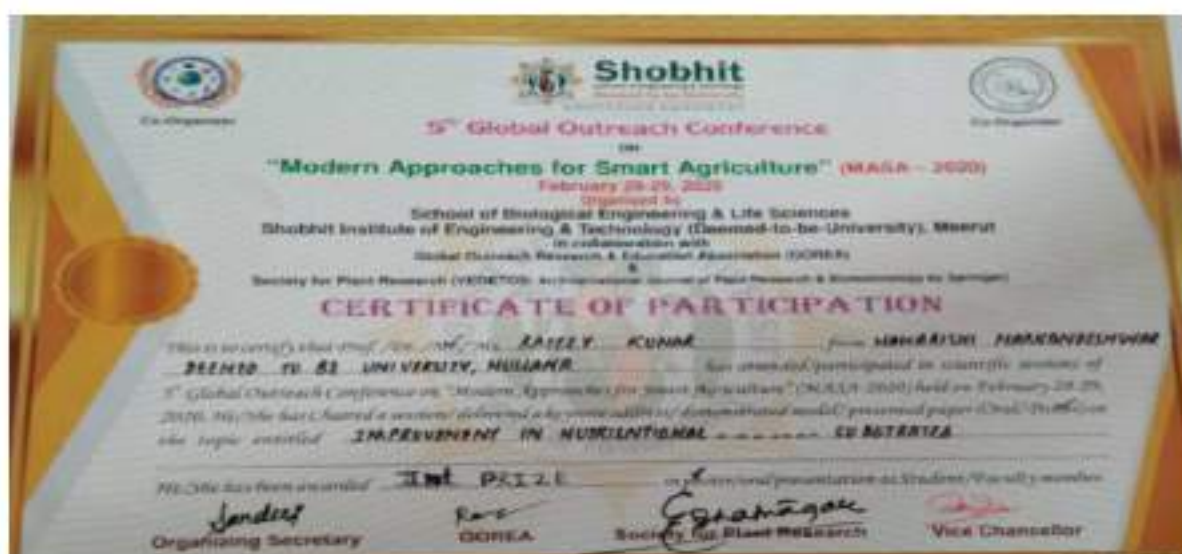 Shobhit
Co-Organizer
Co-Organizer
5th Global Outreach Conference
on
"Modern Approaches for Smart Agriculture" (MASA - 2020)
February 28-29, 2020
Organized by
School of Biological Engineering & Life Sciences
Shobhit Institute of Engineering & Technology (Deemed-to-be-University), Meerut
in collaboration with
Global Outreach Research & Education Association (GOREA)
&
Society for Plant Research (VEGETOS: An International Journal of Plant Research & Biotechnology by Springer)
CERTIFICATE OF PARTICIPATION
This is to certify that Prof./Dr./Mr./Ms. KUMAR from MAHARISHI MARKANDESHWAR
DEEMED TO BE UNIVERSITY, MULLANA has attended/participated in scientific sessions of
5th Global Outreach Conference on "Modern Approaches for Smart Agriculture" (MASA-2020) held on February 28-29,
2020. He/She has chaired a session/ delivered a keynote address/ demonstrated model/ presented paper (Oral/Poster) on
the topic entitled IMPROVEMENT IN NUTRIENTIONAL ------- SUBSTRATES
He/She has been awarded PRIZE in oral presentation as Student/Faculty member
Sandeep
Organizing Secretary
GOREA
Society for Plant Research
Vice Chancellor